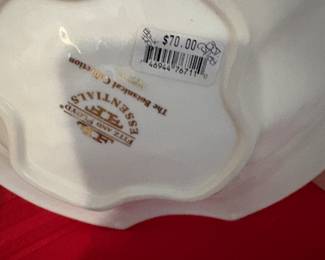 $70.00
46944 76711
FITZ AND FLOYD
ESSENTIALS
The Botanical Collection